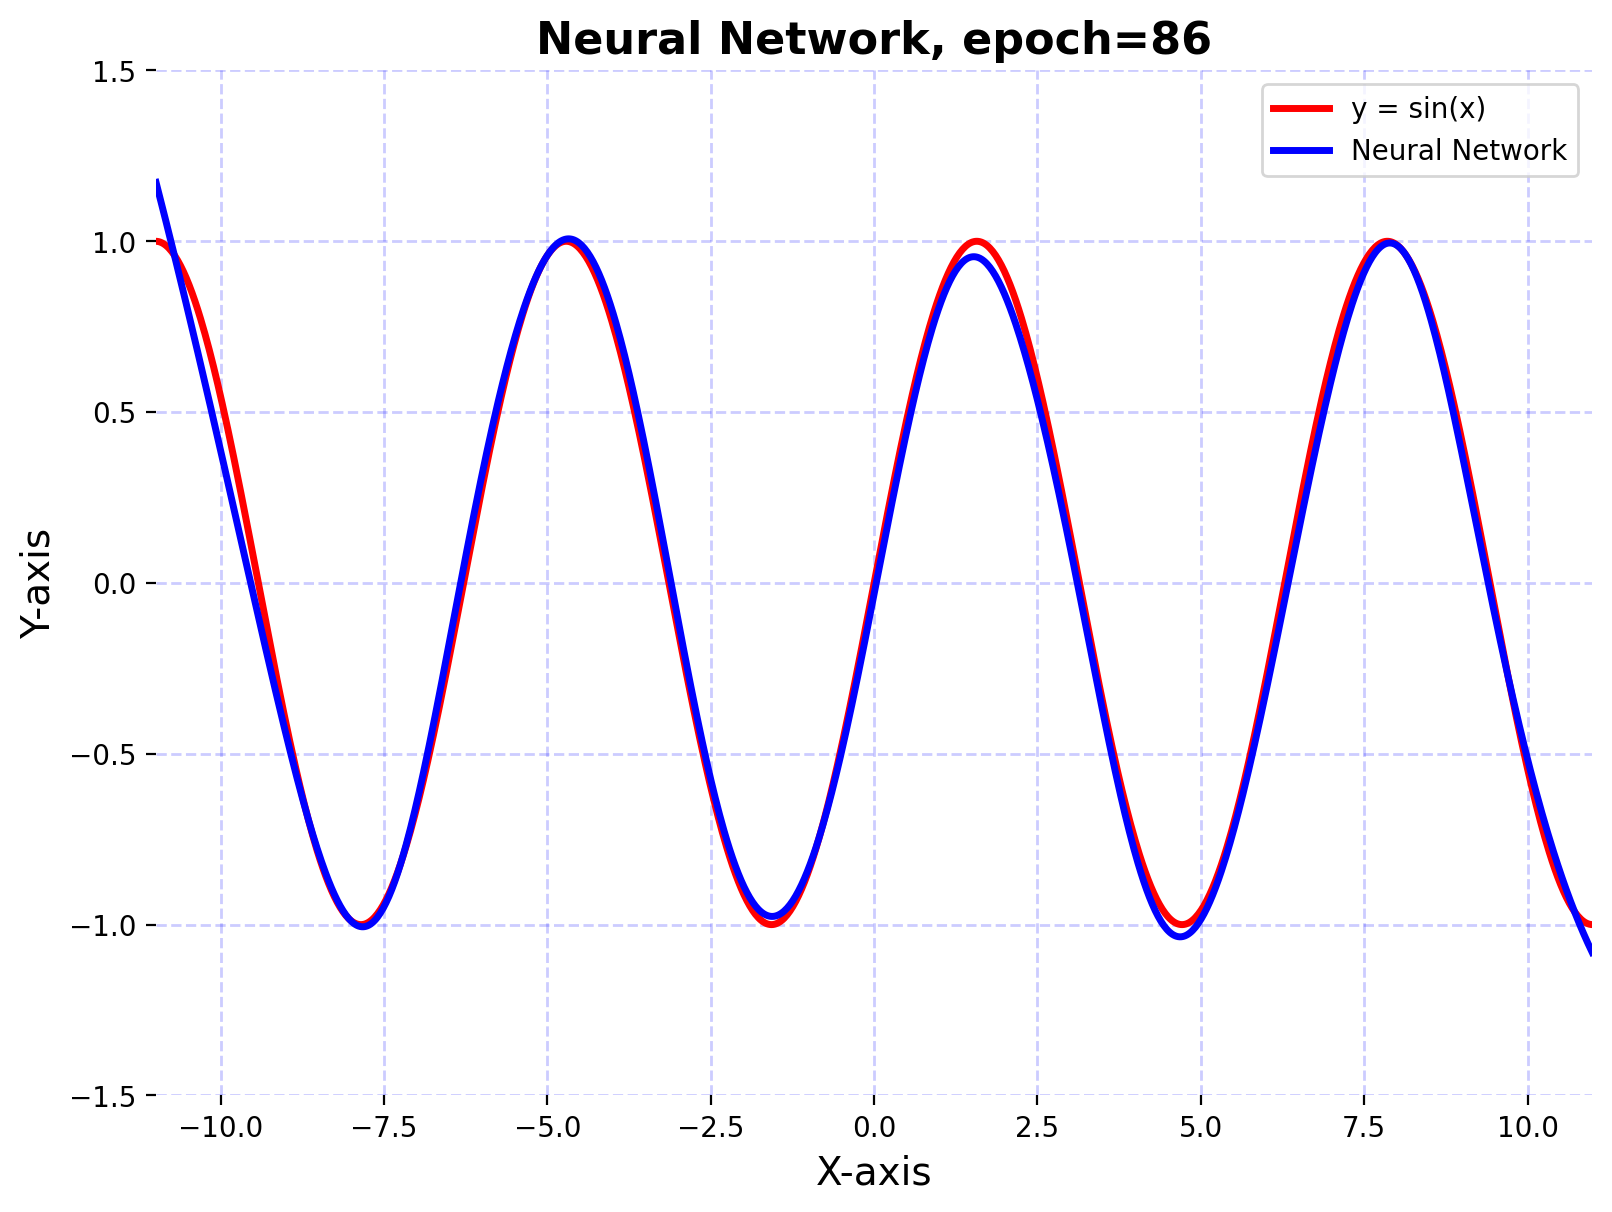 Neural Network, epoch=86
y = sin(x)
Neural Network
1.5
1.0
0.5
0.0
−0.5
−1.0
−1.5
Y-axis
−10.0 −7.5 −5.0 −2.5 0.0 2.5 5.0 7.5 10.0
X-axis